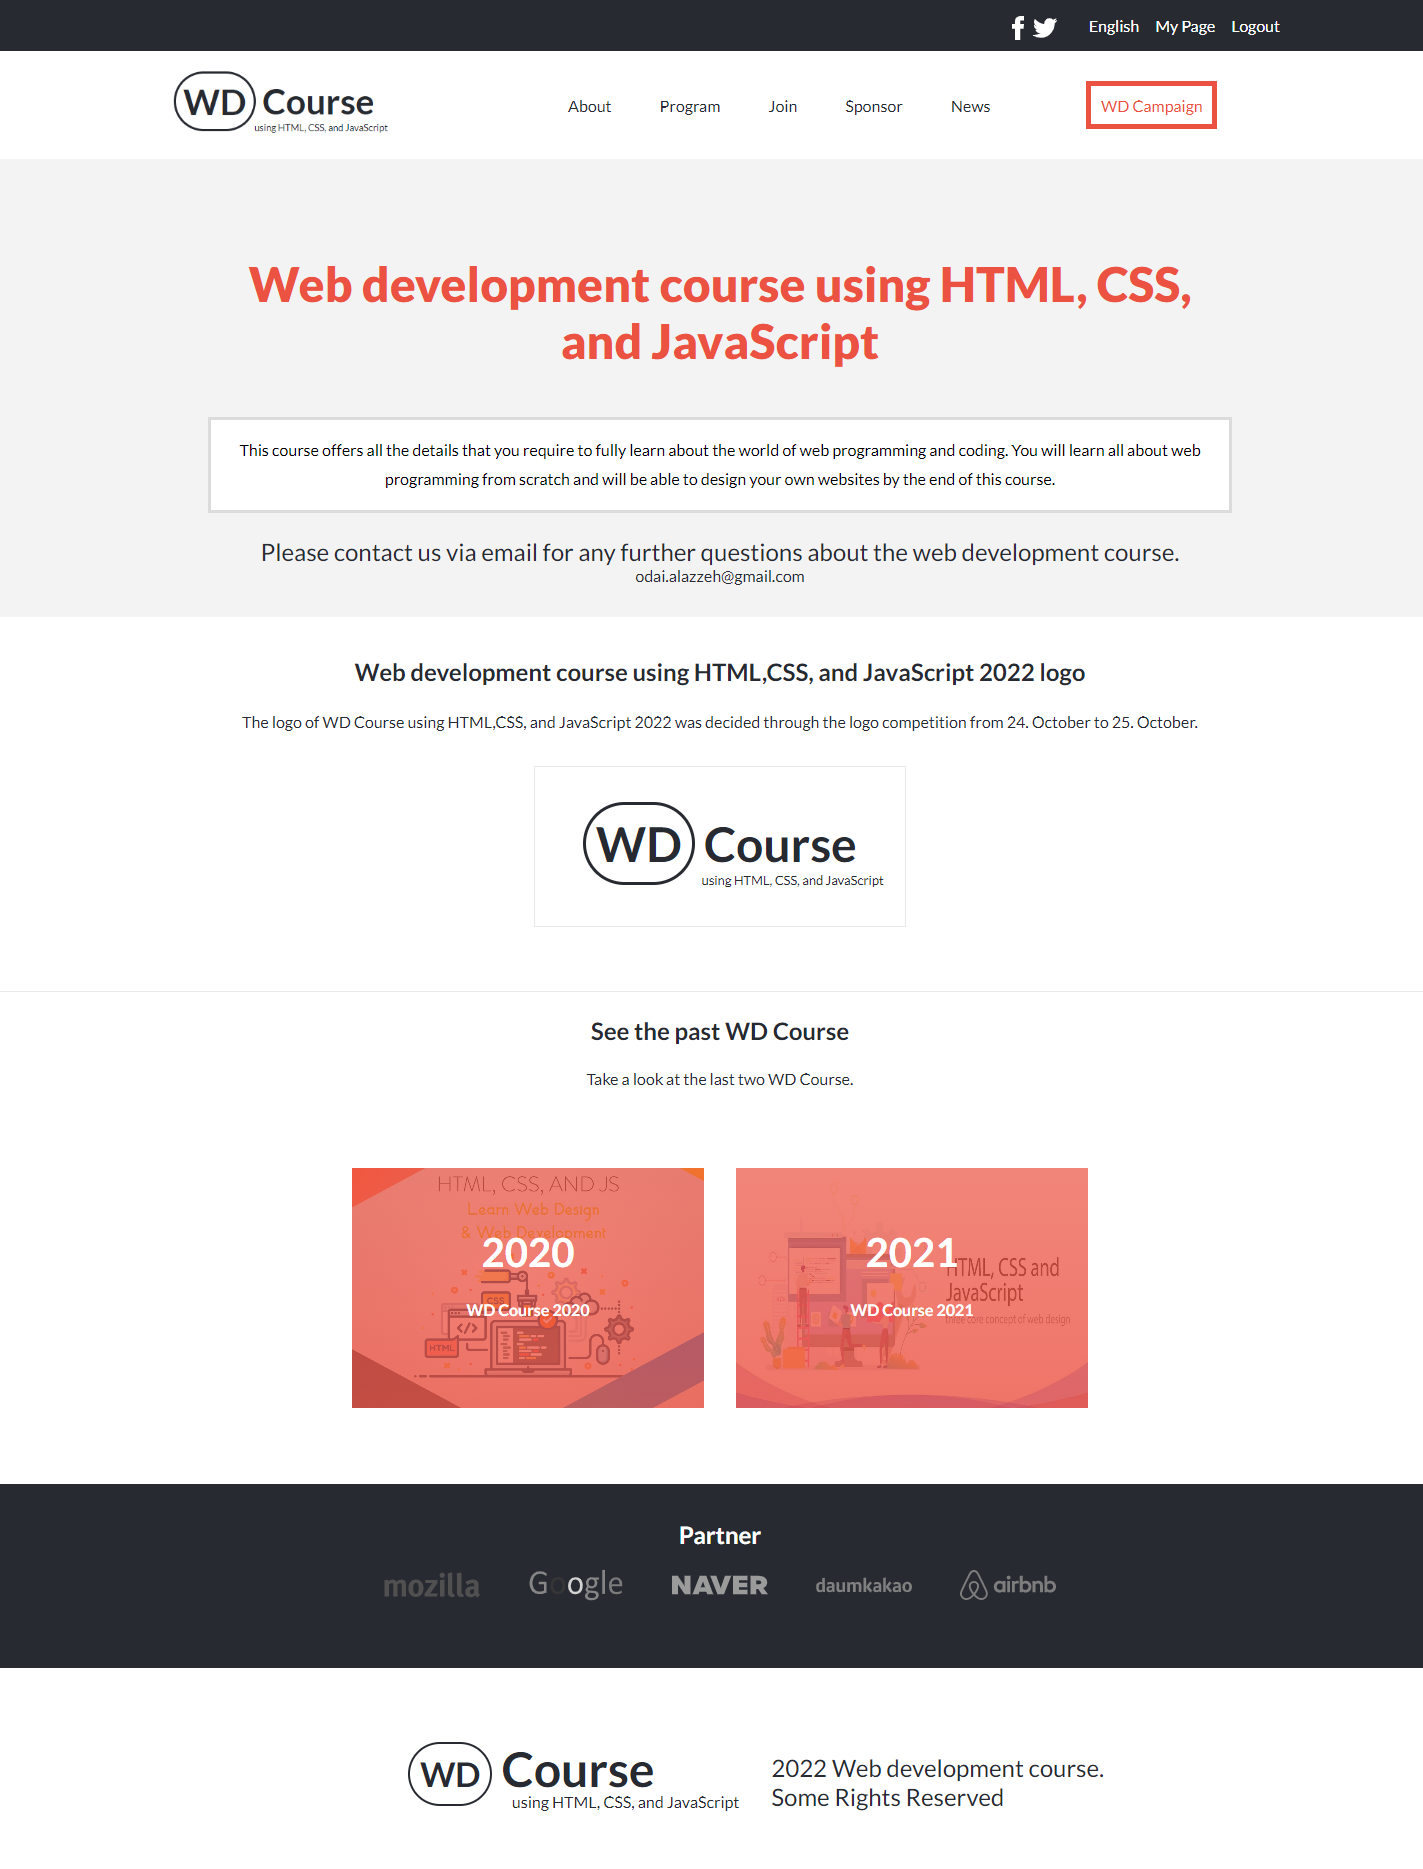 English My Page Logout
WD Course
using HTML, CSS, and JavaScript
About Program Join Sponsor News WD Campaign
Web development course using HTML, CSS,
and JavaScript
This course offers all the details that you require to fully learn about the world of web programming and coding. You will learn all about web
programming from scratch and will be able to design your own websites by the end of this course.
Please contact us via email for any further questions about the web development course.
odai.alazzeh@gmail.com
Web development course using HTML,CSS, and JavaScript 2022 logo
The logo of WD Course using HTML,CSS, and JavaScript 2022 was decided through the logo competition from 24. October to 25. October.
WD Course
using HTML, CSS, and JavaScript
See the past WD Course
Take a look at the last two WD Course.
HTML, CSS, AND JS
Learn Web Design
& Web Development
2020
CSS
WD Course 2020
</>
HTML
2021
HTML, CSS and
JavaScript
WD Course 2021
three core concept of web design
Partner
mozilla Google NAVER daumkakao airbnb
WD Course
using HTML, CSS, and JavaScript
2022 Web development course.
Some Rights Reserved